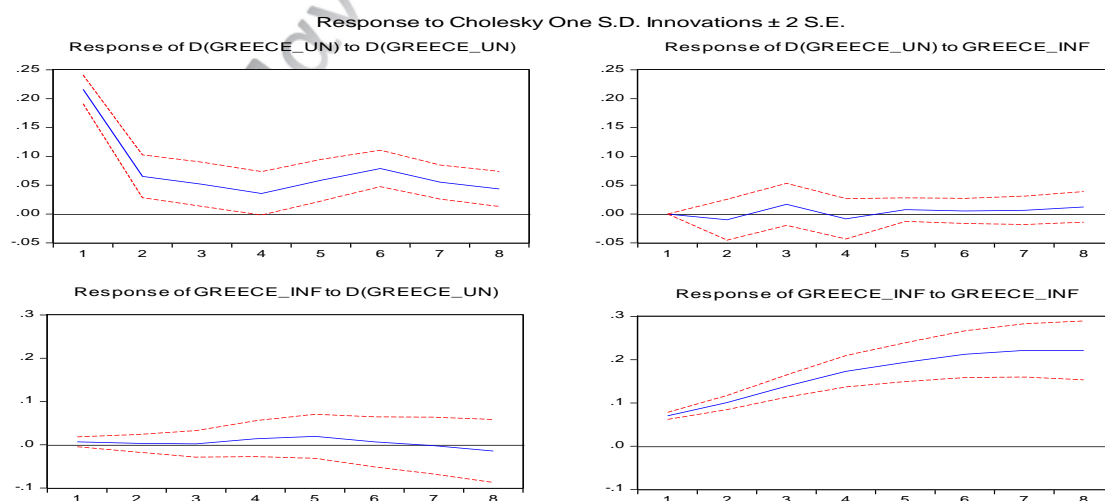 Response to Cholesky One S.D. Innovations ± 2 S.E.
Response of D(GREECE_UN) to D(GREECE_UN)
.25
.20
.15
.10
.05
.00
-.05
1 2 3 4 5 6 7 8
Response of D(GREECE_UN) to GREECE_INF
.25
.20
.15
.10
.05
.00
-.05
1 2 3 4 5 6 7 8
Response of GREECE_INF to D(GREECE_UN)
.3
.2
.1
.0
-.1
1 2 3 4 5 6 7 8
Response of GREECE_INF to GREECE_INF
.3
.2
.1
.0
-.1
1 2 3 4 5 6 7 8